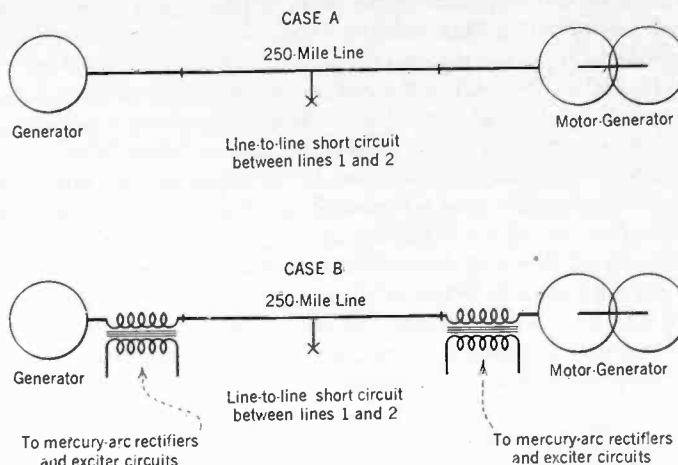 CASE A
250-Mile Line
Generator
Motor-Generator
Line-to-line short circuit
between lines 1 and 2
CASE B
250-Mile Line
Generator
Motor-Generator
Line-to-line short circuit
between lines 1 and 2
To mercury-arc rectifiers
and exciter circuits
To mercury-arc rectifiers
and exciter circuits